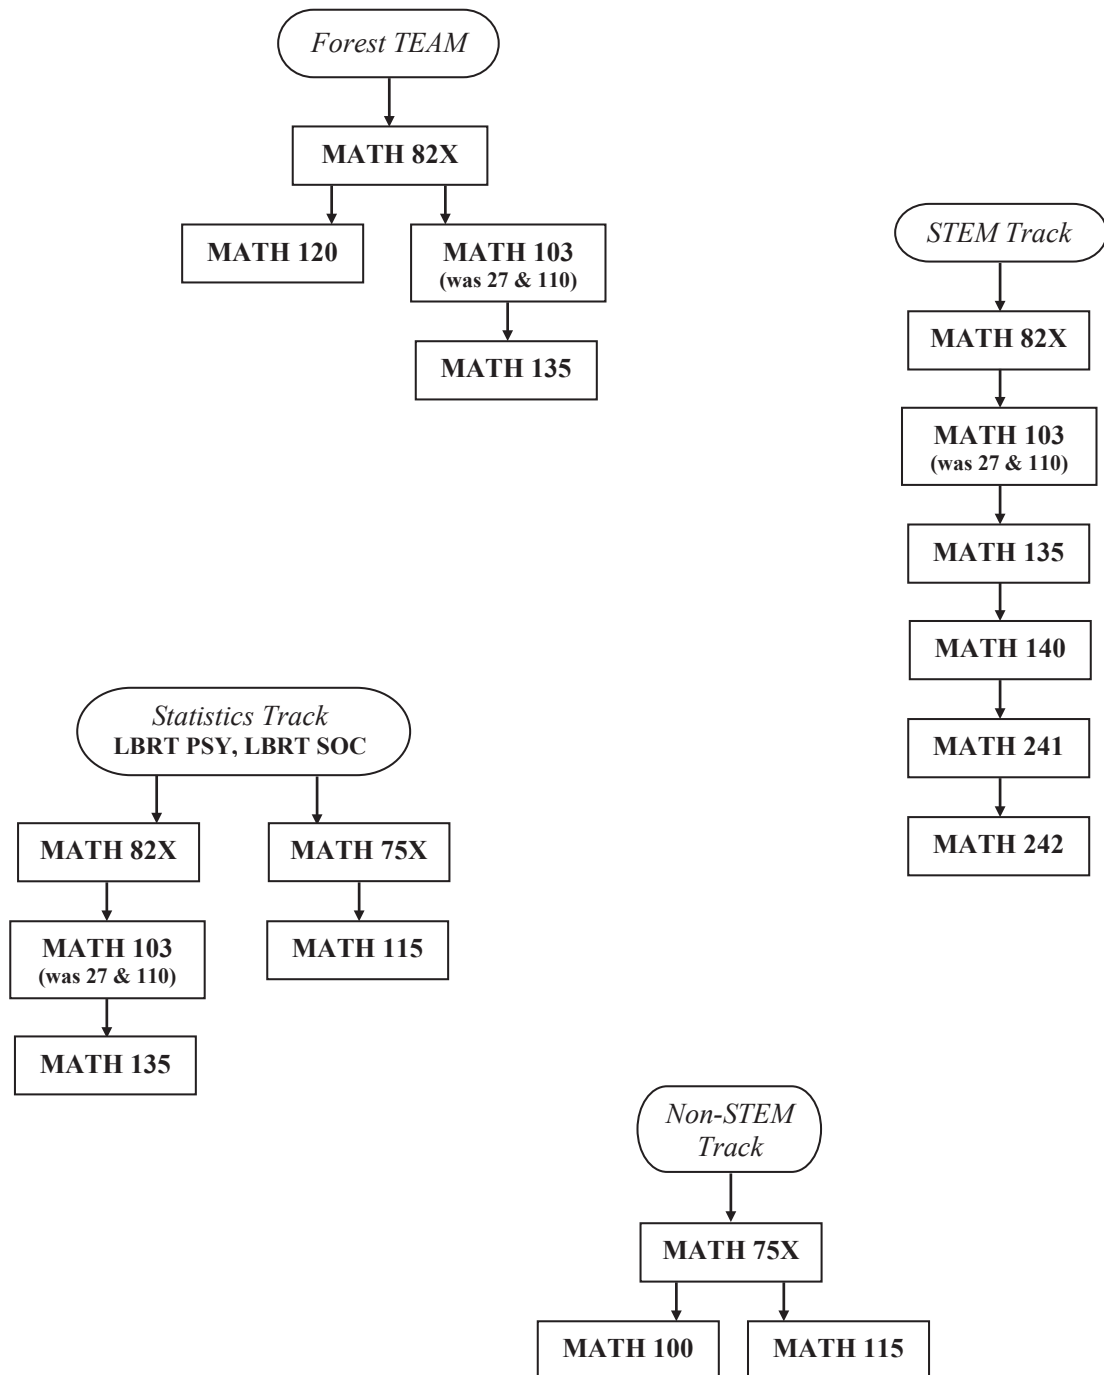 Forest TEAM
MATH 82X
MATH 120
MATH 103
(was 27 & 110)
MATH 135
STEM Track
MATH 82X
MATH 103
(was 27 & 110)
MATH 135
MATH 140
MATH 241
MATH 242
Statistics Track
LBRT PSY, LBRT SOC
MATH 82X
MATH 75X
MATH 103
(was 27 & 110)
MATH 115
MATH 135
Non-STEM
Track
MATH 75X
MATH 100
MATH 115